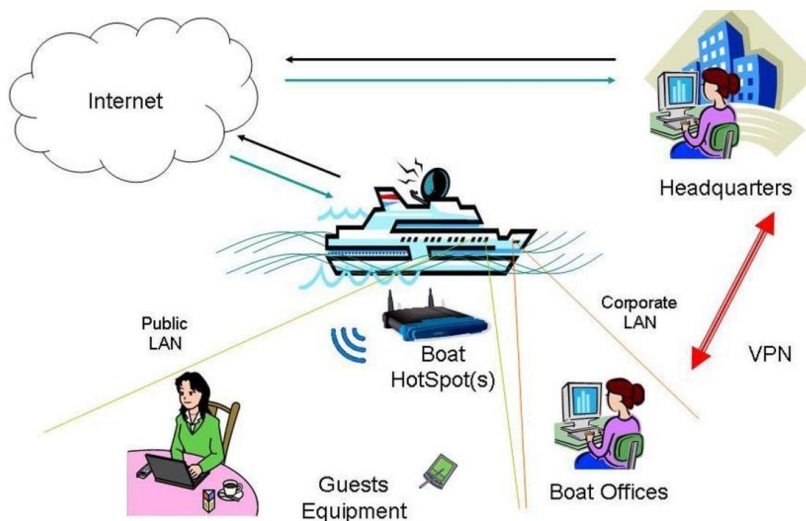 Internet
Headquarters
Public
LAN
Corporate
LAN
VPN
Boat
HotSpot(s)
Guests
Equipment
Boat Offices